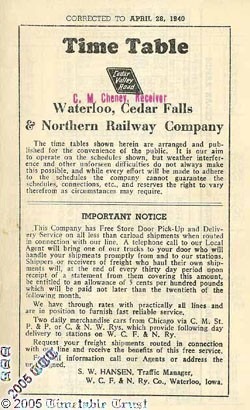 CORRECTED TO APRIL 28, 1940
Time Table
Cedar
Valley
Road
C. M. Cheney, Receiver
Waterloo, Cedar Falls
& Northern Railway Company
The time tables shown herein are arranged and pub-
lished for the convenience of the public. It is our aim
to operate on the schedules shown, but weather interfer-
ence and other unforseen difficulties do not always make
this possible, and while every effort will be made to adhere
to the schedules the company cannot guarantee the
schedules, connections, etc., and reserves the right to vary
therefrom as circumstances may require.
IMPORTANT NOTICE
This Company has Free Store Door Pick-Up and Deliv-
ery Service on all less than carload shipments when routed
in connection with our line. A telephone call to our Local
Agent will bring one of our trucks to your door who will
handle your shipments promptly from and to our stations.
Shippers or receivers of freight who haul their own ship-
ments will, at the end of every thirty day period upon
receipt of a statement from them covering this amount,
be entitled to an allowance of 5 cents per hundred pounds
which will be paid not later than the twentieth of the
following month.
We have through rates with practically all lines and
are in position to furnish fast reliable service.
Two daily merchandise cars from Chicago via C. M. St.
P. & P. or C. & N. W. Rys. which provide following day
delivery to stations on W. C. F. & N. Ry.
Request your freight shipments routed in connection
with our line and receive the benefits of this free service.
For full information call our Agents or address the
undersigned.
S. W. HANSEN, Traffic Manager,
W. C. F. & N. Ry. Co., Waterloo, Iowa.
© 2005 Timetable Trust